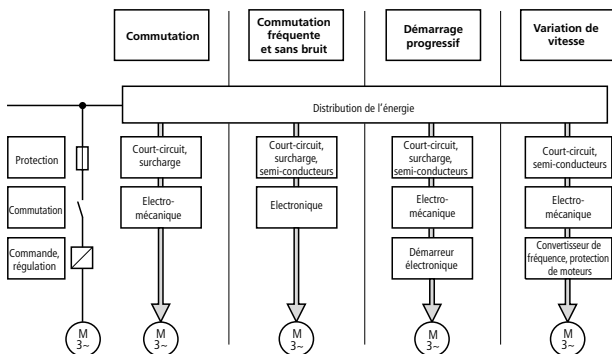 Commutation
Commutation
fréquente
et sans bruit
Démarrage
progressif
Variation de
vitesse
Distribution de l'énergie
Protection
Court-circuit,
surcharge
Court-circuit,
surcharge,
semi-conducteurs
Court-circuit,
surcharge,
semi-conducteurs
Court-circuit,
semi-conducteurs
Commutation
Electro-
mécanique
Electronique
Electro-
mécanique
Electro-
mécanique
Commande,
régulation
Démarreur
électronique
Convertisseur de
fréquence, protection
de moteurs
M
3~
M
3~
M
3~
M
3~
M
3~